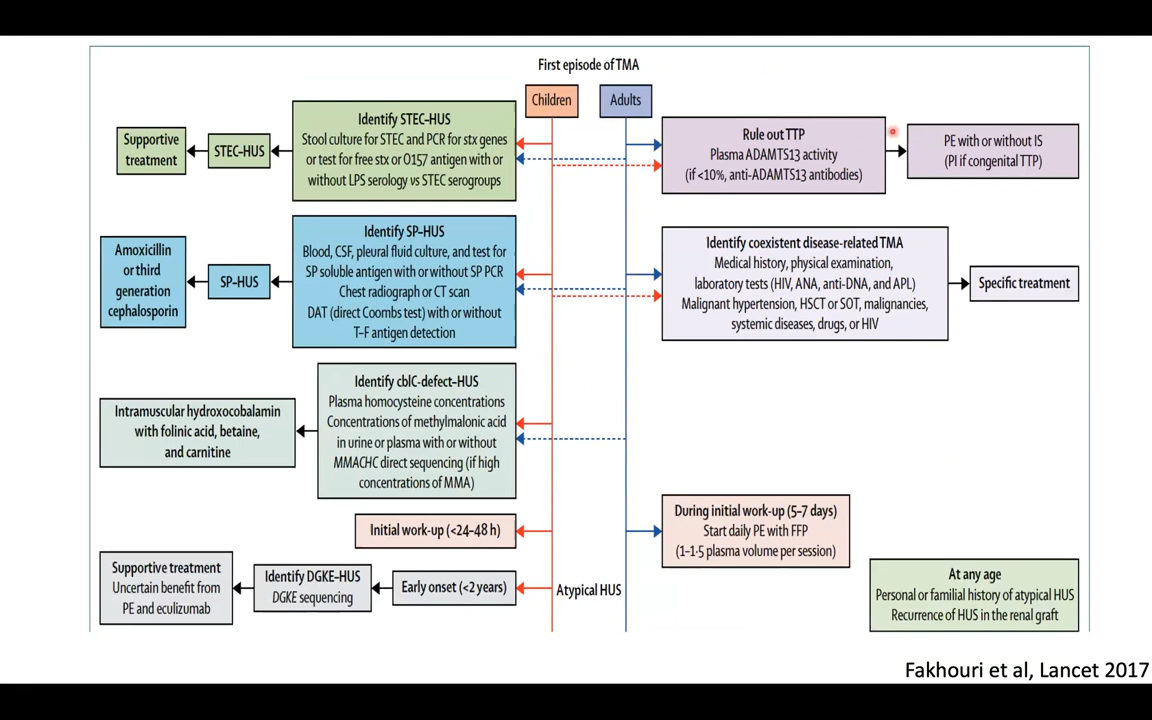 First episode of TMA
Children
Adults
Identify STEC–HUS
Stool culture for STEC and PCR for stx genes
or test for free stx or O157 antigen with or
without LPS serology vs STEC serogroups
STEC–HUS
Supportive
treatment
Rule out TTP
Plasma ADAMTS13 activity
(if <10%, anti-ADAMTS13 antibodies)
PE with or without IS
(PI if congenital TTP)
Identify SP–HUS
Blood, CSF, pleural fluid culture, and test for
SP soluble antigen with or without SP PCR
Chest radiograph or CT scan
DAT (direct Coombs test) with or without
T–F antigen detection
SP–HUS
Amoxicillin
or third
generation
cephalosporin
Identify coexistent disease-related TMA
Medical history, physical examination,
laboratory tests (HIV, ANA, anti-DNA, and APL)
Malignant hypertension, HSCT or SOT, malignancies,
systemic diseases, drugs, or HIV
Specific treatment
Identify cblC-defect–HUS
Plasma homocysteine concentrations
Concentrations of methylmalonic acid
in urine or plasma with or without
MMACHC direct sequencing (if high
concentrations of MMA)
Intramuscular hydroxocobalamin
with folinic acid, betaine,
and carnitine
Initial work-up (<24–48 h)
During initial work-up (5–7 days)
Start daily PE with FFP
(1–1·5 plasma volume per session)
Atypical HUS
Early onset (<2 years)
Identify DGKE–HUS
DGKE sequencing
Supportive treatment
Uncertain benefit from
PE and eculizumab
At any age
Personal or familial history of atypical HUS
Recurrence of HUS in the renal graft
Fakhouri et al, Lancet 2017